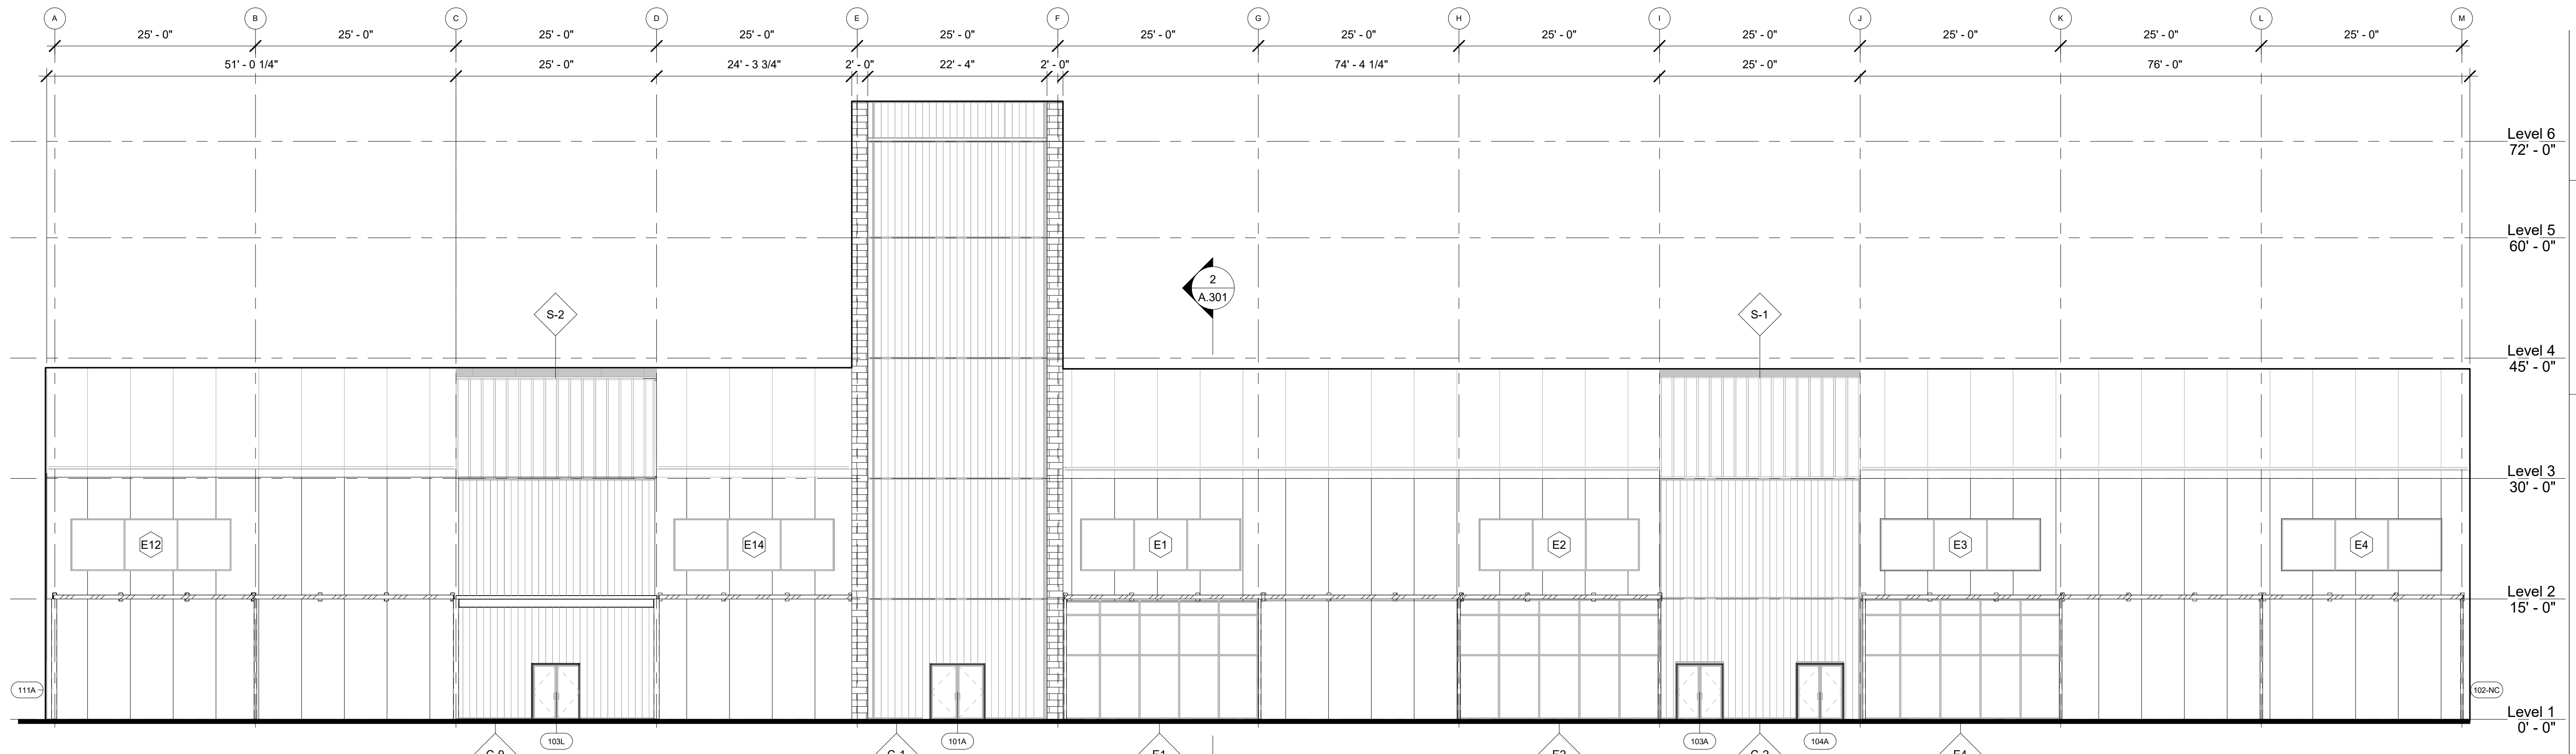 A B C D E F G H I J K L M
25' - 0" 25' - 0" 25' - 0" 25' - 0" 25' - 0" 25' - 0" 25' - 0" 25' - 0" 25' - 0" 25' - 0" 25' - 0" 25' - 0"
51' - 0 1/4" 25' - 0" 24' - 3 3/4" 2' - 0" 22' - 4" 2' - 0" 74' - 4 1/4" 25' - 0" 76' - 0"
Level 6
72' - 0"
Level 5
60' - 0"
2
A.301
S-2 S-1
Level 4
45' - 0"
Level 3
30' - 0"
E12 E14 E1 E2 E3 E4
Level 2
15' - 0"
111A 102-NC
Level 1
0' - 0"
103L 101A 103A 104A